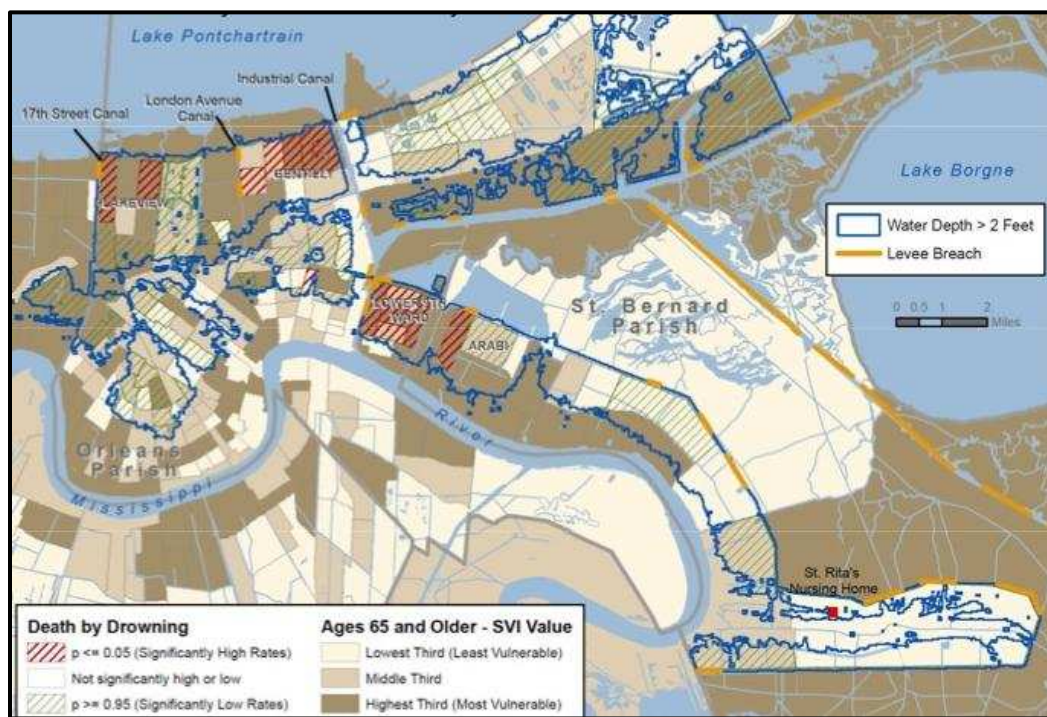 Lake Pontchartrain
Industrial Canal
London Avenue
Canal
17th Street Canal
GENTILLY
LAKEVIEW
Lake Borgne
Water Depth > 2 Feet
Levee Breach
0 0.5 1 2
Miles
LOWER 9TH
WARD
ARABI
St. Bernard
Parish
River
Orleans
Parish
Mississippi
St. Rita's
Nursing Home
Death by Drowning
p <= 0.05 (Significantly High Rates)
Not significantly high or low
p >= 0.95 (Significantly Low Rates)
Ages 65 and Older - SVI Value
Lowest Third (Least Vulnerable)
Middle Third
Highest Third (Most Vulnerable)